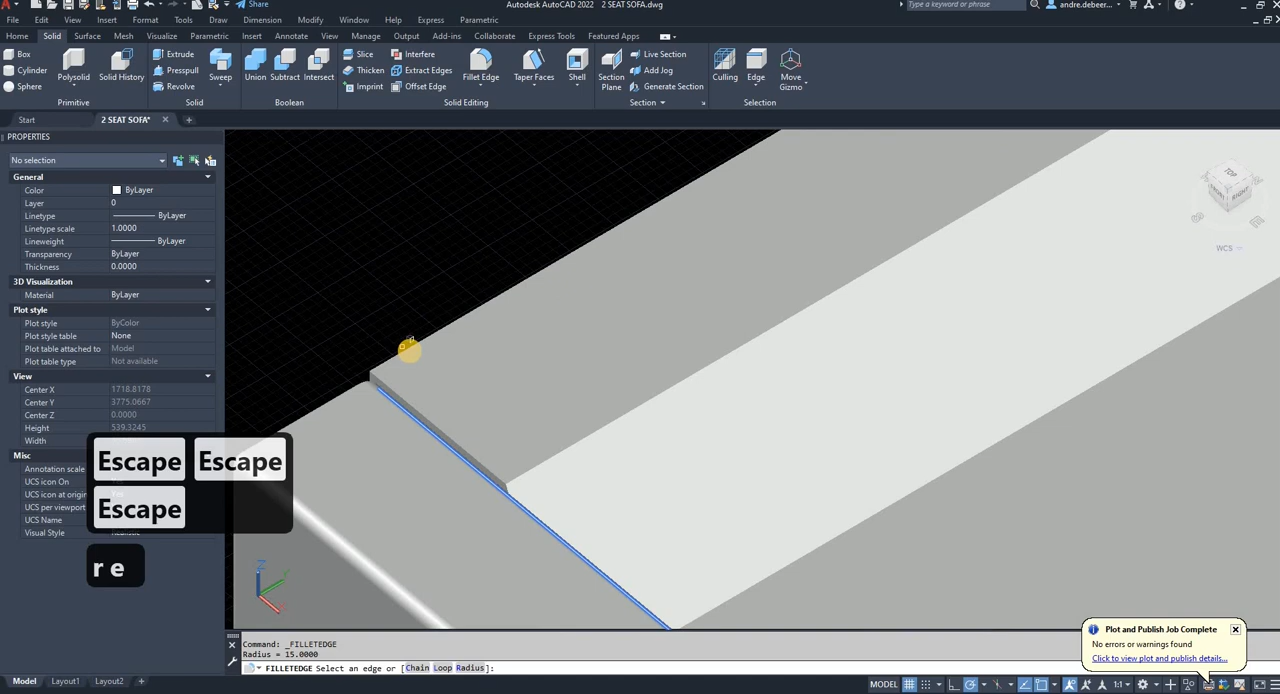 Share
Autodesk AutoCAD 2022 2 SEAT SOFA.dwg
Type a keyword or phrase
andre.debeer...
File Edit View Insert Format Tools Draw Dimension Modify Window Help Express Parametric
Home Solid Surface Mesh Visualize Parametric Insert Annotate View Manage Output Add-ins Collaborate Express Tools Featured Apps
Box
Cylinder
Sphere
Polysolid
Solid History
Primitive
Extrude
Presspull
Revolve
Sweep
Solid
Union
Subtract
Intersect
Boolean
Slice
Thicken
Imprint
Interfere
Extract Edges
Offset Edge
Fillet Edge
Taper Faces
Shell
Solid Editing
Section
Plane
Live Section
Add Jog
Generate Section
Section
Culling
Edge
Move
Gizmo
Selection
Start
2 SEAT SOFA*
PROPERTIES
No selection
General
Color ByLayer
Layer 0
Linetype ByLayer
Linetype scale 1.0000
Lineweight ByLayer
Transparency ByLayer
Thickness 0.0000
3D Visualization
Material ByLayer
Plot style
Plot style ByColor
Plot style table None
Plot table attached to Model
Plot table type Not available
View
Center X 1718.8178
Center Y 3775.0667
Center Z 0.0000
Height 539.3245
Width
Misc
Annotation scale
UCS icon On
UCS icon at origin
UCS per viewport
UCS Name
Visual Style Realistic
Escape Escape
Escape
r e
TOP
FRONT
RIGHT
WCS
Z
Command: _FILLETEDGE
Radius = 15.0000
FILLETEDGE Select an edge or [Chain Loop Radius]:
Plot and Publish Job Complete
No errors or warnings found
Click to view plot and publish details...
Model Layout1 Layout2
MODEL
1:1